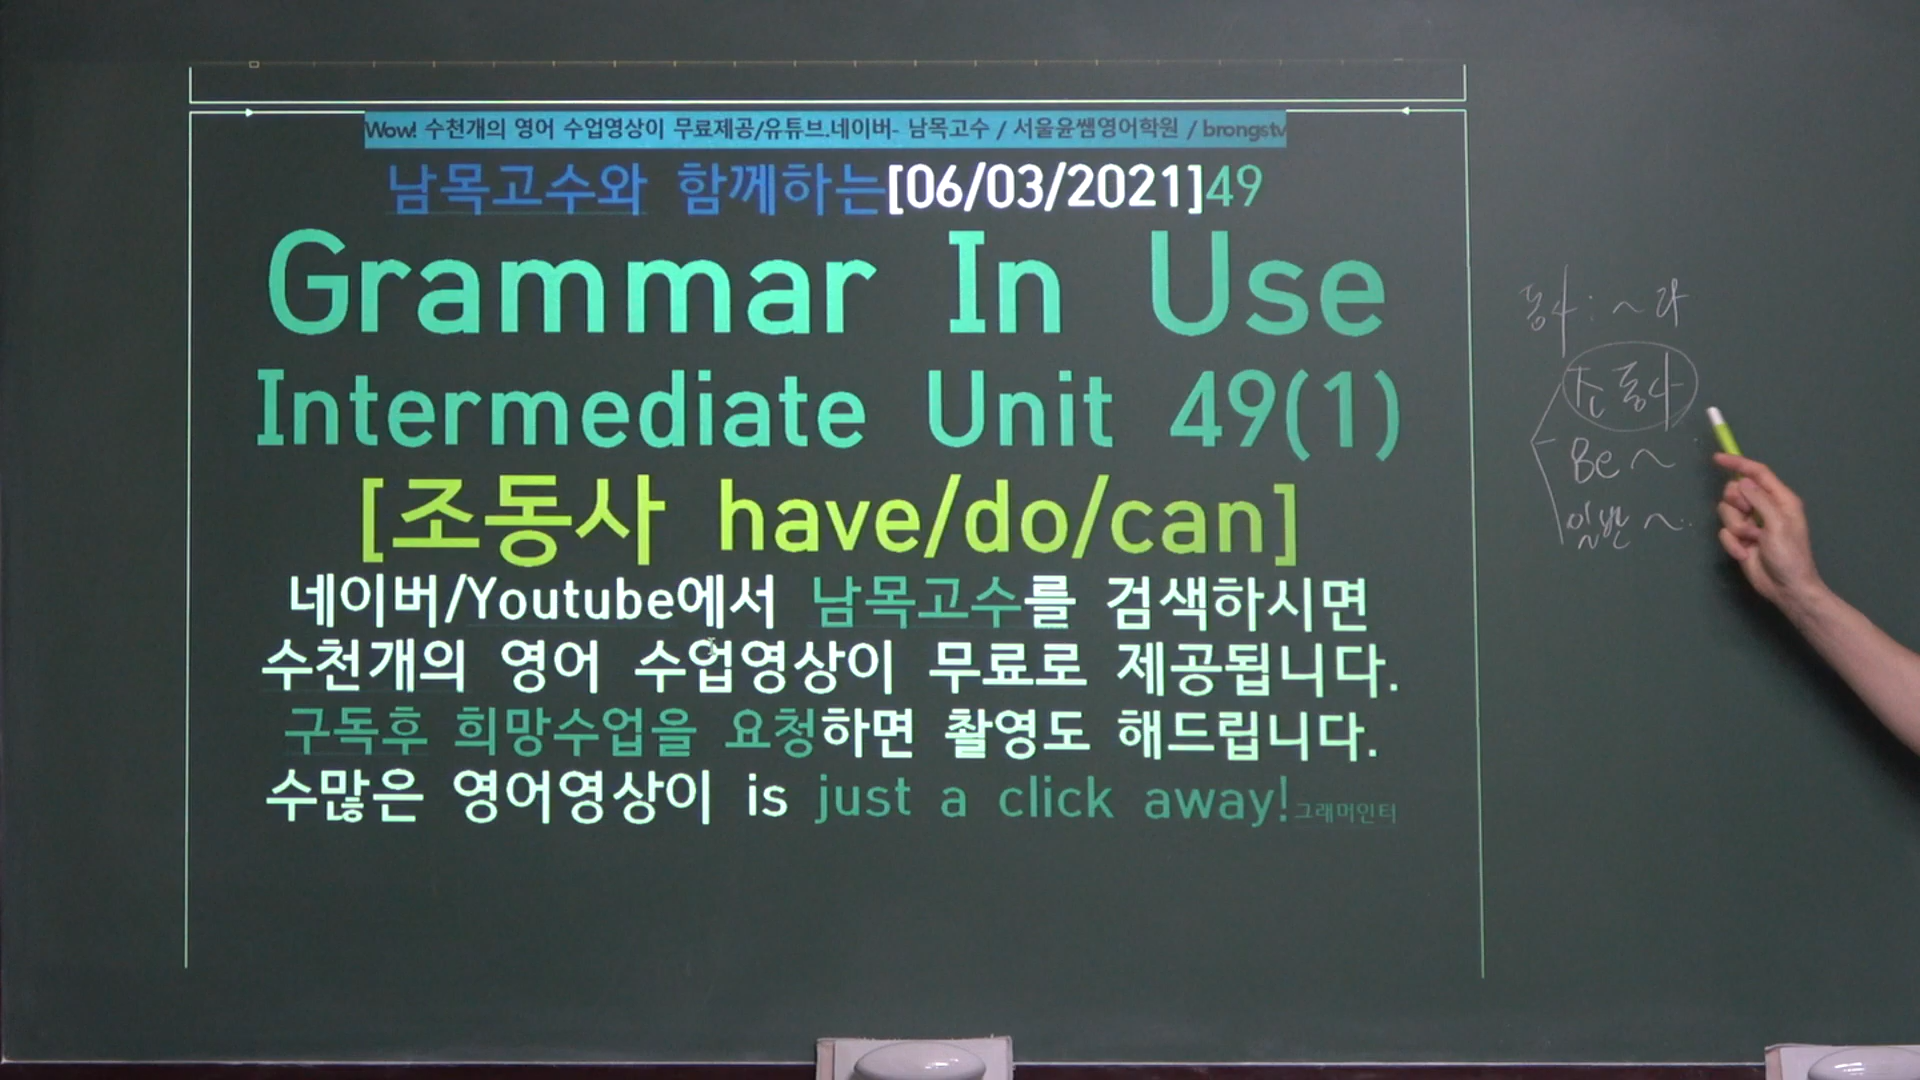 Wow! 수천개의 영어 수업영상이 무료제공/유튜브.네이버- 남목고수 / 서울윤쌤영어학원 / brongstv
남목고수와 함께하는[06/03/2021]49
Grammar In Use
Intermediate Unit 49(1)
[조동사 have/do/can]
네이버/Youtube에서 남목고수를 검색하시면
수천개의 영어 수업영상이 무료로 제공됩니다.
구독후 희망수업을 요청하면 촬영도 해드립니다.
수많은 영어영상이 is just a click away!그래머인터
동사 : ~다
조동사
Be ~
일반 ~